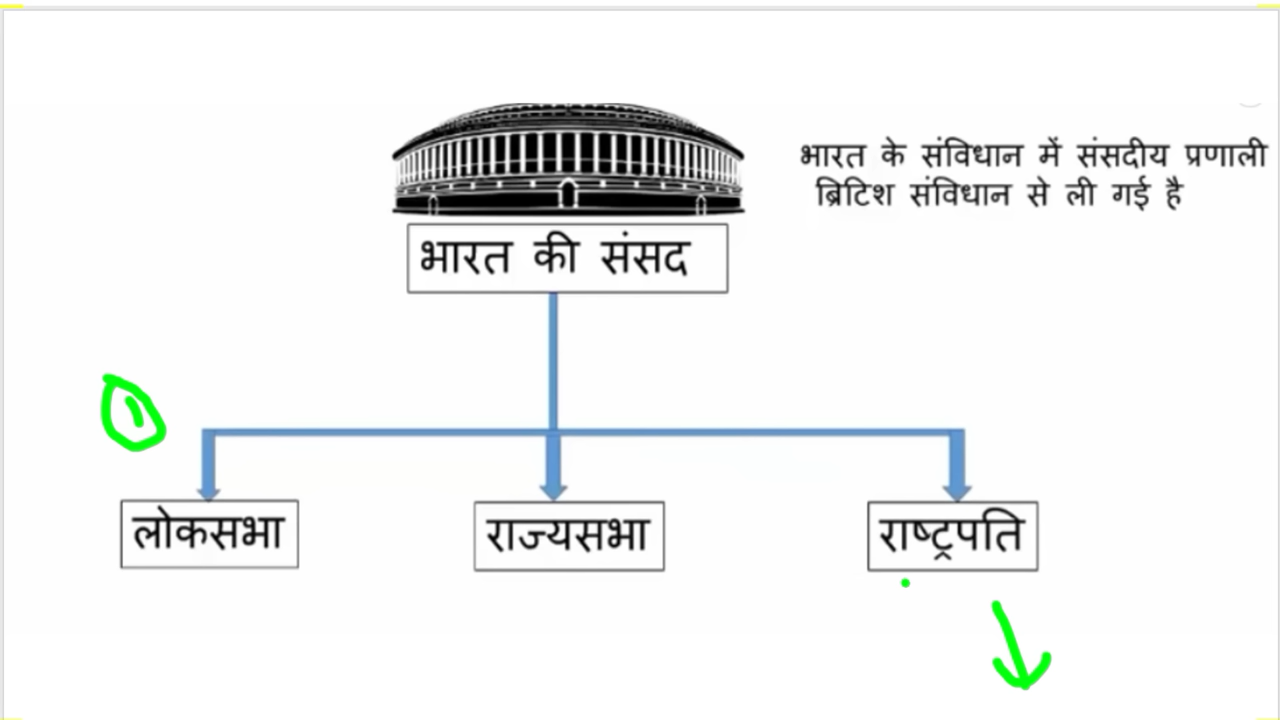 भारत के संविधान में संसदीय प्रणाली
ब्रिटिश संविधान से ली गई है
भारत की संसद
लोकसभा
राज्यसभा
राष्ट्रपति